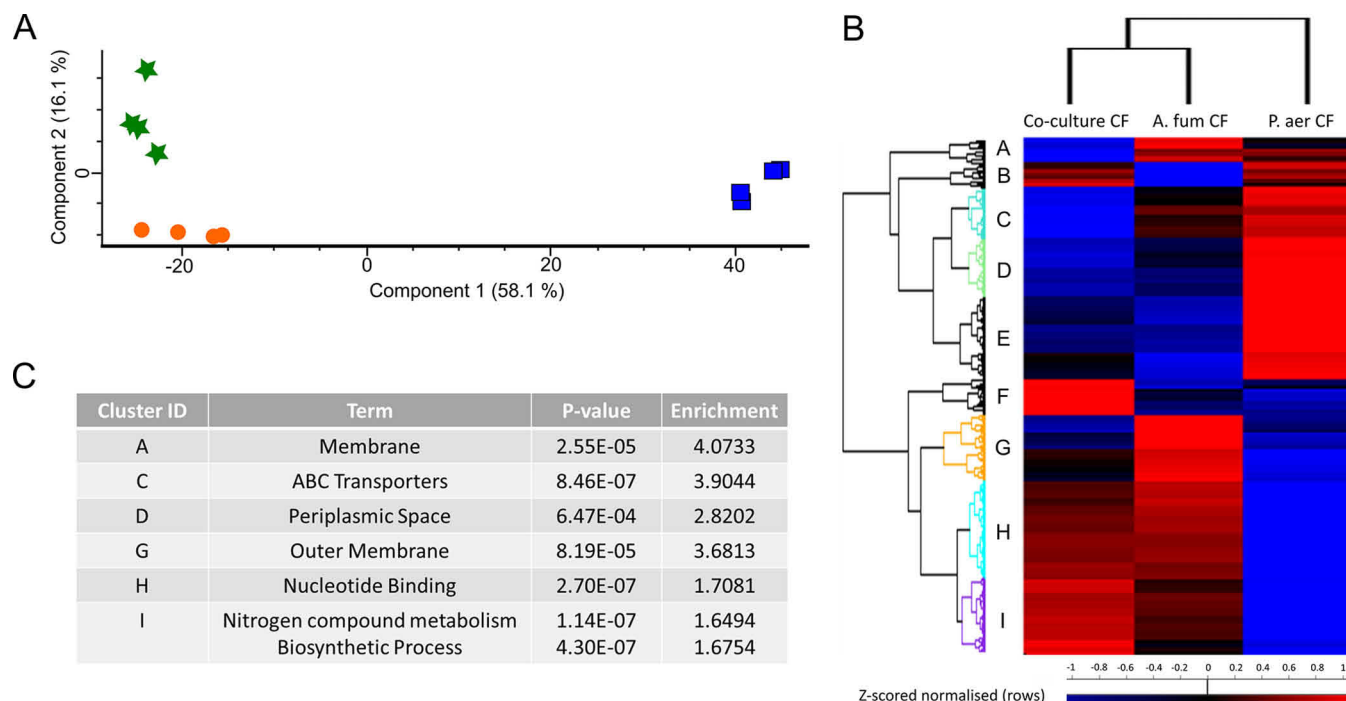 A
Component 2 (16.1 %)
0
-20
0
20
40
Component 1 (58.1 %)
B
Co-culture CF A. fum CF P. aer CF
A
B
C
D
E
F
G
H
I
-1 -0.8 -0.6 -0.4 -0.2 0 0.2 0.4 0.6 0.8 1
Z-scored normalised (rows)
C
Cluster ID Term P-value Enrichment
A Membrane 2.55E-05 4.0733
C ABC Transporters 8.46E-07 3.9044
D Periplasmic Space 6.47E-04 2.8202
G Outer Membrane 8.19E-05 3.6813
H Nucleotide Binding 2.70E-07 1.7081
I Nitrogen compound metabolism 1.14E-07 1.6494
Biosynthetic Process 4.30E-07 1.6754